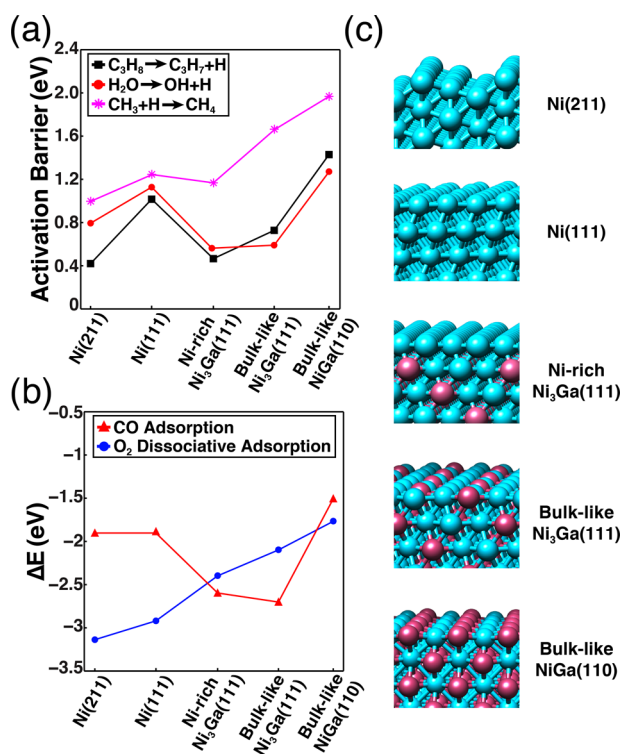 (a)
Activation Barrier (eV)
2.4
2.0
1.6
1.2
0.8
0.4
0
C₃H₈→C₃H₇+H
H₂O→OH+H
CH₃+H→CH₄
Ni(211)
Ni(111)
Ni-rich
Ni₃Ga(111)
Bulk-like
Ni₃Ga(111)
Bulk-like
NiGa(110)
(b)
ΔE (eV)
−0.5
−1
−1.5
−2
−2.5
−3
−3.5
CO Adsorption
O₂ Dissociative Adsorption
Ni(211)
Ni(111)
Ni-rich
Ni₃Ga(111)
Bulk-like
Ni₃Ga(111)
Bulk-like
NiGa(110)
(c)
Ni(211)
Ni(111)
Ni-rich
Ni₃Ga(111)
Bulk-like
Ni₃Ga(111)
Bulk-like
NiGa(110)